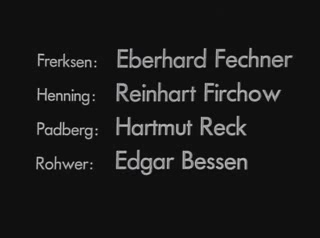 Frerksen: Eberhard Fechner
Henning: Reinhart Firchow
Padberg: Hartmut Reck
Rohwer: Edgar Bessen